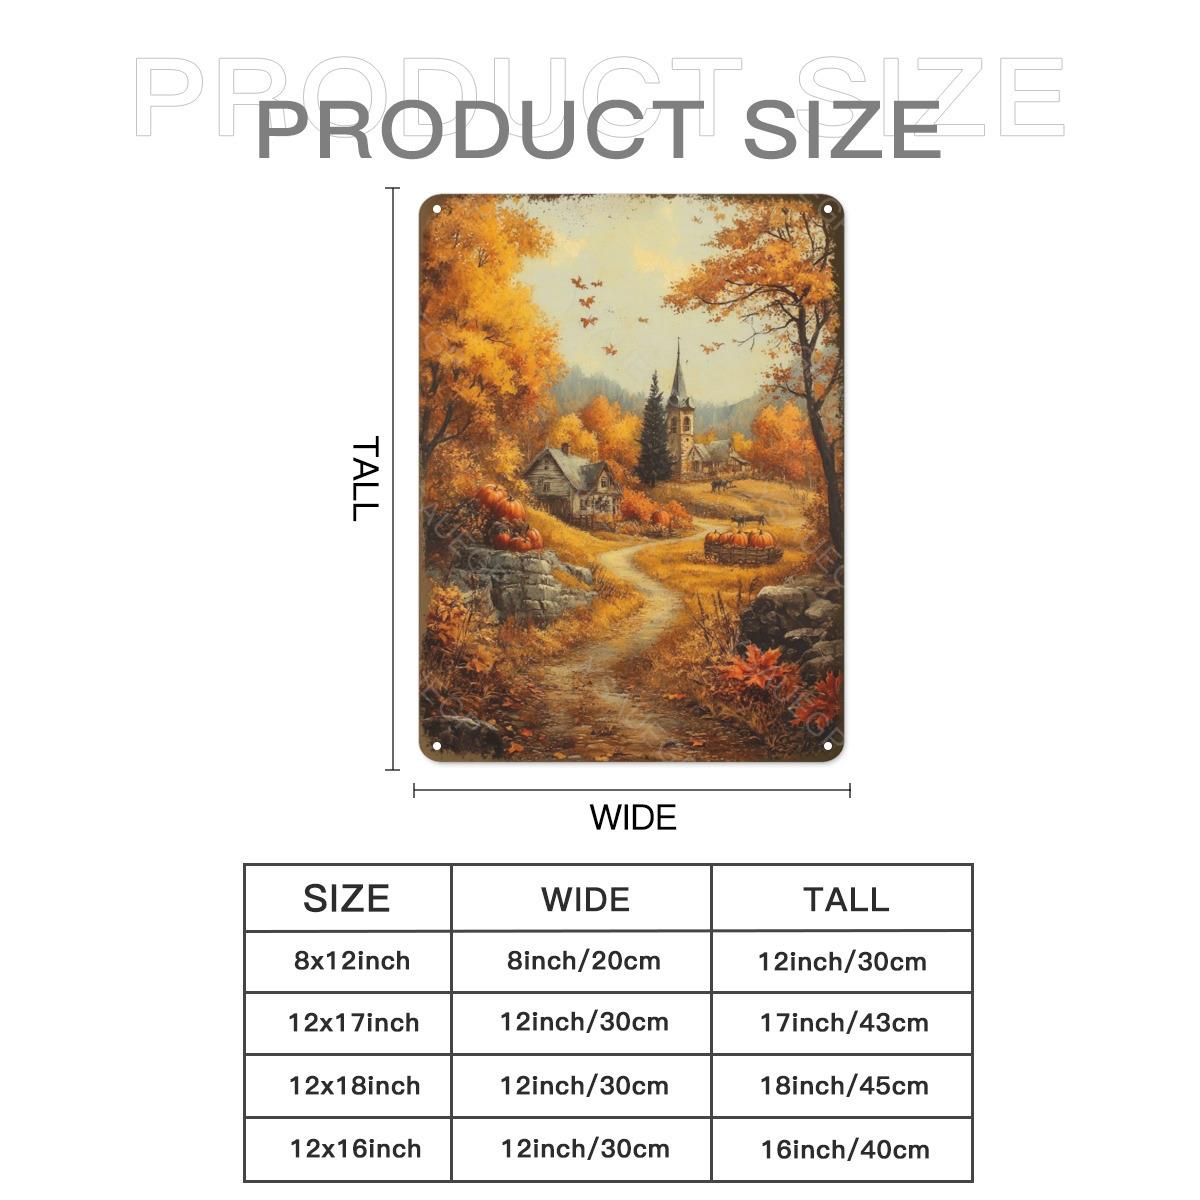 PRODUCT SIZE
PRODUCT SIZE
TALL
WIDE
SIZE WIDE TALL
8x12inch 8inch/20cm 12inch/30cm
12x17inch 12inch/30cm 17inch/43cm
12x18inch 12inch/30cm 18inch/45cm
12x16inch 12inch/30cm 16inch/40cm